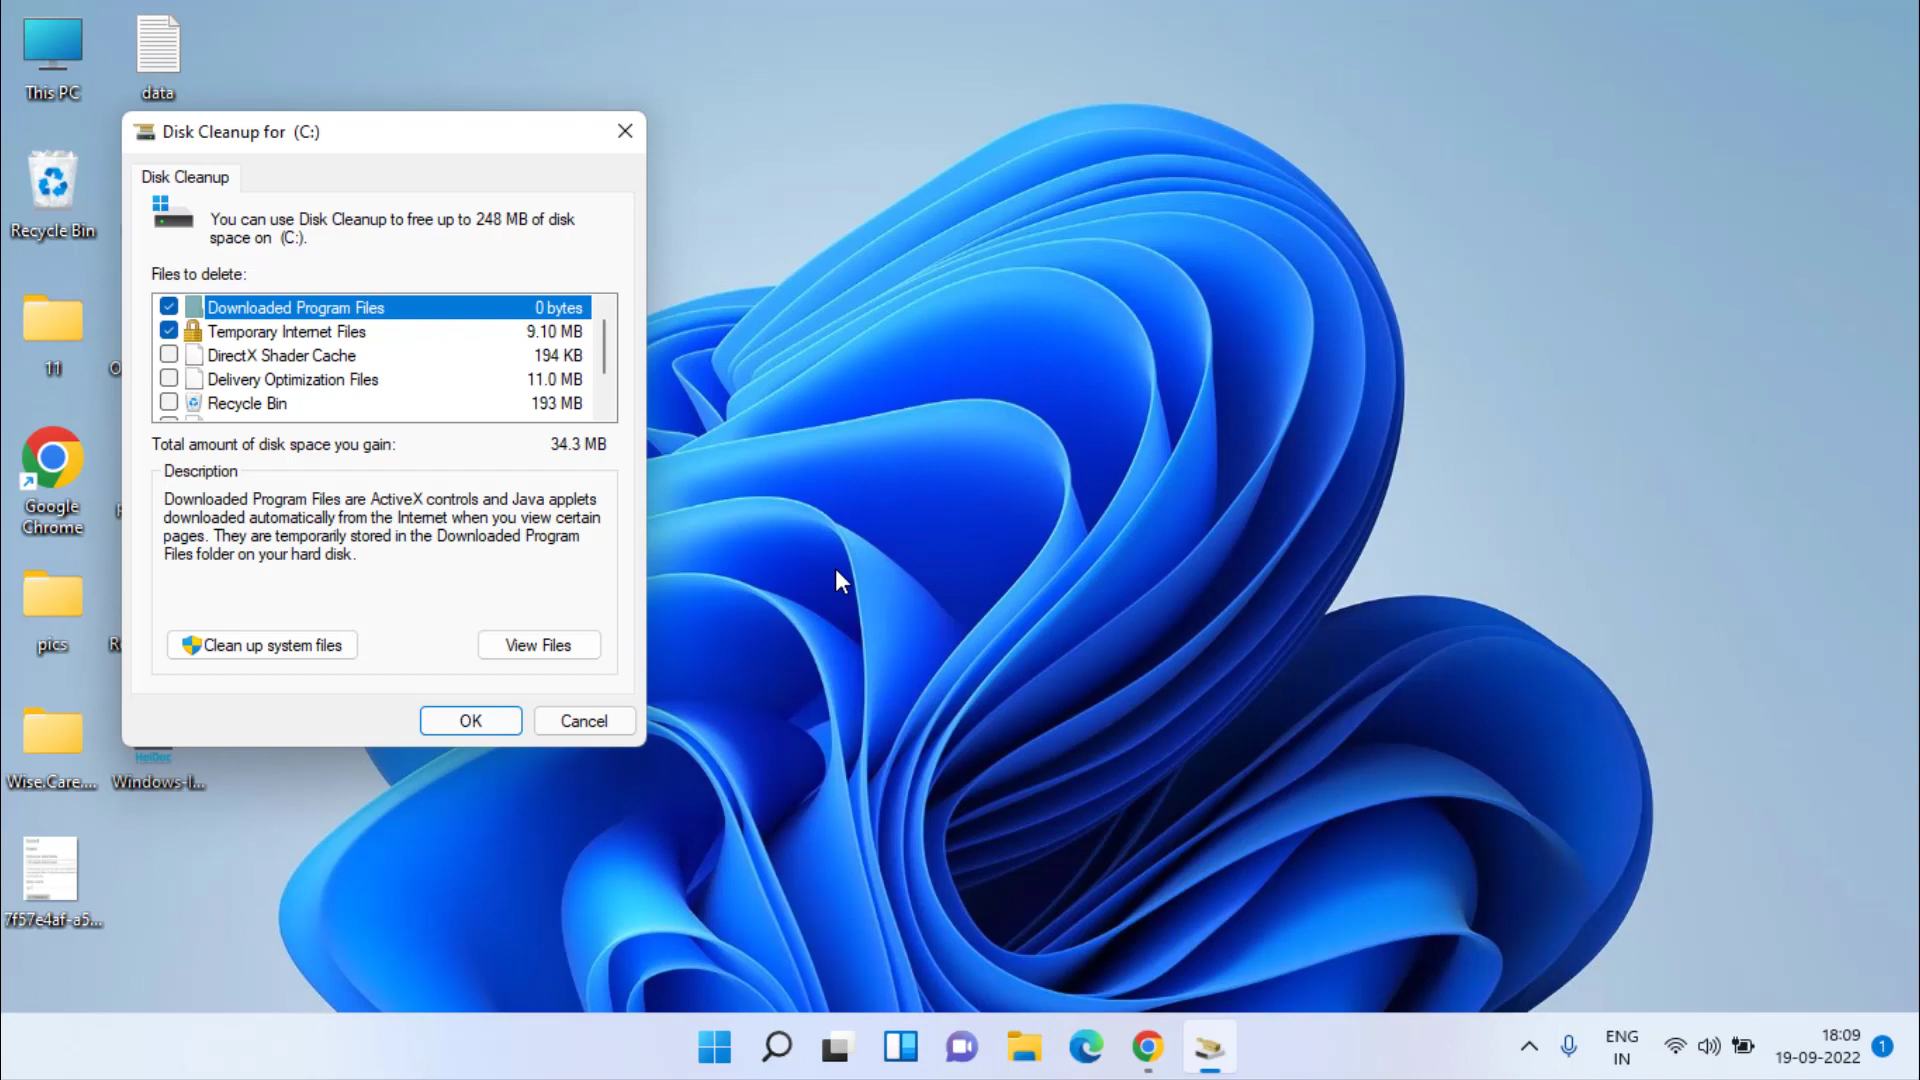 This PC
data
Recycle Bin
11
Google
Chrome
pics
Wise.Care....
Windows-I...
7f57e4af-a5...
Disk Cleanup for  (C:)
Disk Cleanup
You can use Disk Cleanup to free up to 248 MB of disk
space on  (C:).
Files to delete:
Downloaded Program Files 0 bytes
Temporary Internet Files 9.10 MB
DirectX Shader Cache 194 KB
Delivery Optimization Files 11.0 MB
Recycle Bin 193 MB
Total amount of disk space you gain: 34.3 MB
Description
Downloaded Program Files are ActiveX controls and Java applets
downloaded automatically from the Internet when you view certain
pages. They are temporarily stored in the Downloaded Program
Files folder on your hard disk.
Clean up system files
View Files
OK
Cancel
ENG
IN
18:09
19-09-2022
1